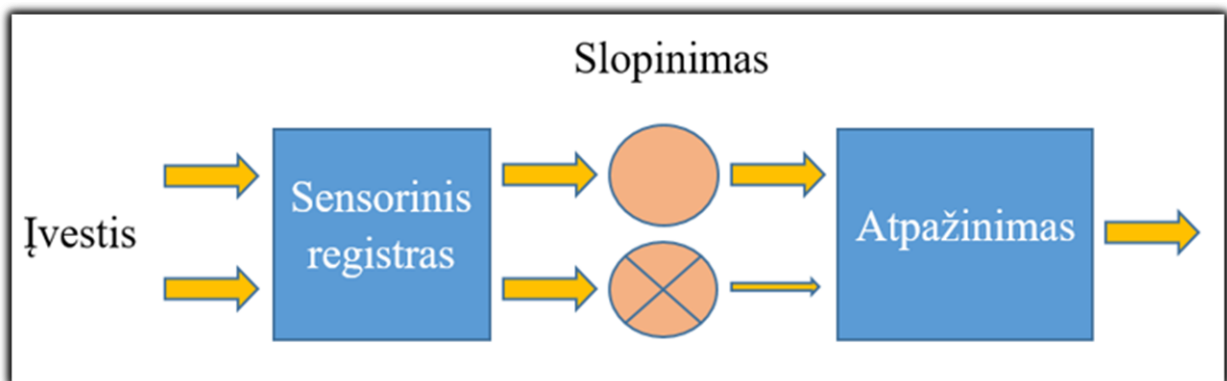 Slopinimas
Įvestis
Sensorinis
registras
Atpažinimas